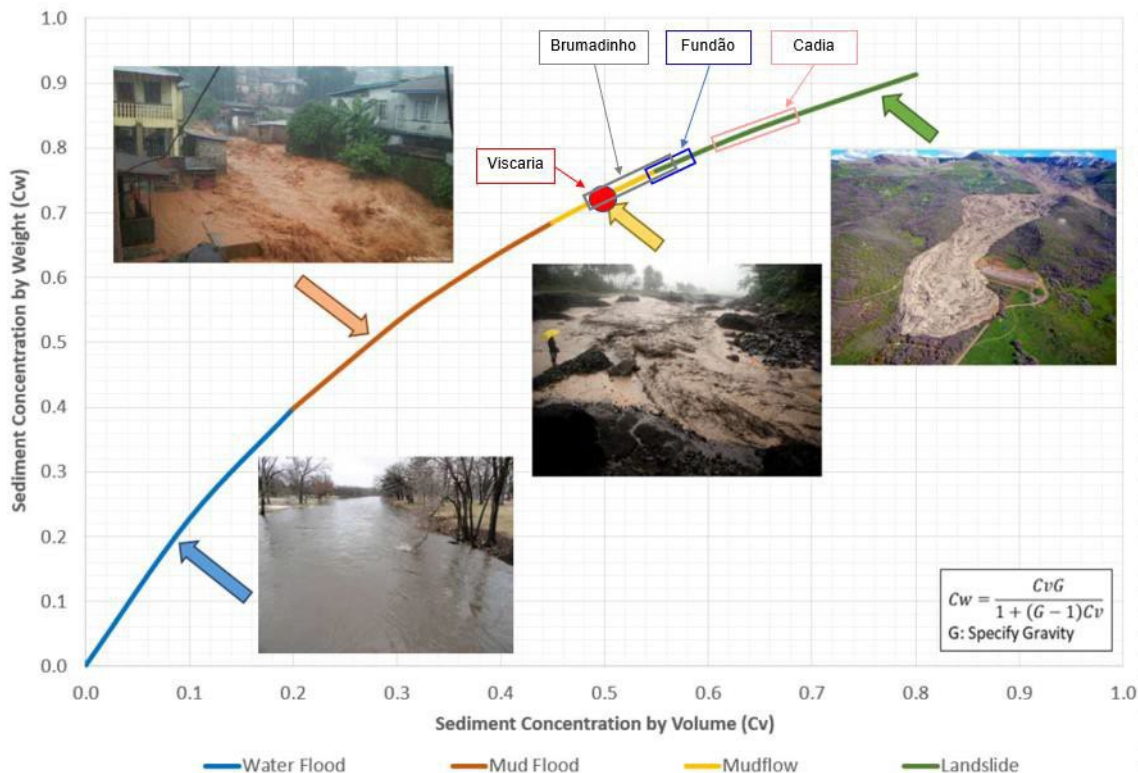 1.0
0.9
0.8
0.7
0.6
0.5
0.4
0.3
0.2
0.1
0.0
Sediment Concentration by Weight (Cw)
Brumadinho
Fundão
Cadia
Viscaria
Cw = CvG / 1 + (G − 1)Cv
G: Specify Gravity
0.0 0.1 0.2 0.3 0.4 0.5 0.6 0.7 0.8 0.9 1.0
Sediment Concentration by Volume (Cv)
Water Flood Mud Flood Mudflow Landslide